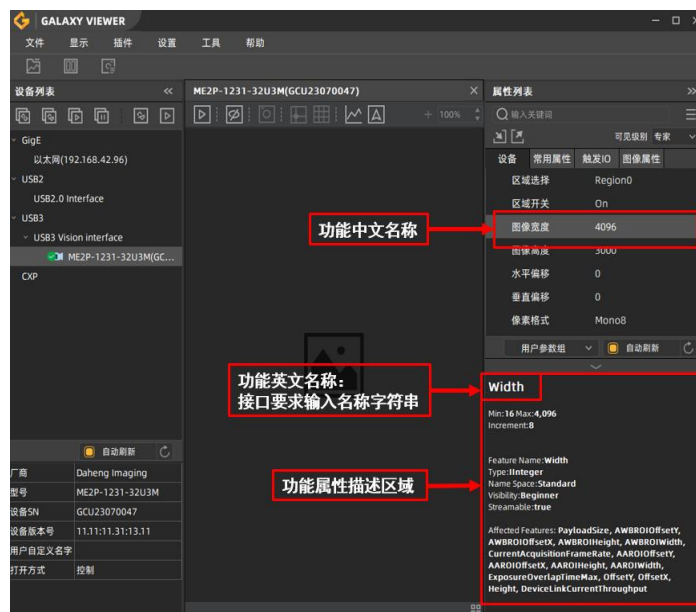 GALAXY VIEWER
文件 显示 插件 设置 工具 帮助
设备列表
GigE
以太网(192.168.42.96)
USB2
USB2.0 Interface
USB3
USB3 Vision interface
ME2P-1231-32U3M(GC...
CXP
自动刷新
厂商 Daheng Imaging
型号 ME2P-1231-32U3M
设备SN GCU23070047
设备版本号 11.11:11.31:13.11
用户自定义名字
打开方式 控制
ME2P-1231-32U3M(GCU23070047)
100%
功能中文名称
功能英文名称：
接口要求输入名称字符串
功能属性描述区域
属性列表
输入关键词
可见级别 专家
设备 常用属性 触发IO 图像属性
区域选择 Region0
区域开关 On
图像宽度 4096
图像高度 3000
水平偏移 0
垂直偏移 0
像素格式 Mono8
用户参数组 自动刷新
Width
Min:16 Max:4,096
Increment:8
Feature Name:Width
Type:IInteger
Name Space:Standard
Visibility:Beginner
Streamable:true
Affected Features: PayloadSize, AWBROIOffsetY,
AWBROIOffsetX, AWBROIHeight, AWBROIWidth,
CurrentAcquisitionFrameRate, AAROIOffsetY,
AAROIOffsetX, AAROIHeight, AAROIWidth,
ExposureOverlapTimeMax, OffsetY, OffsetX,
Height, DeviceLinkCurrentThroughput